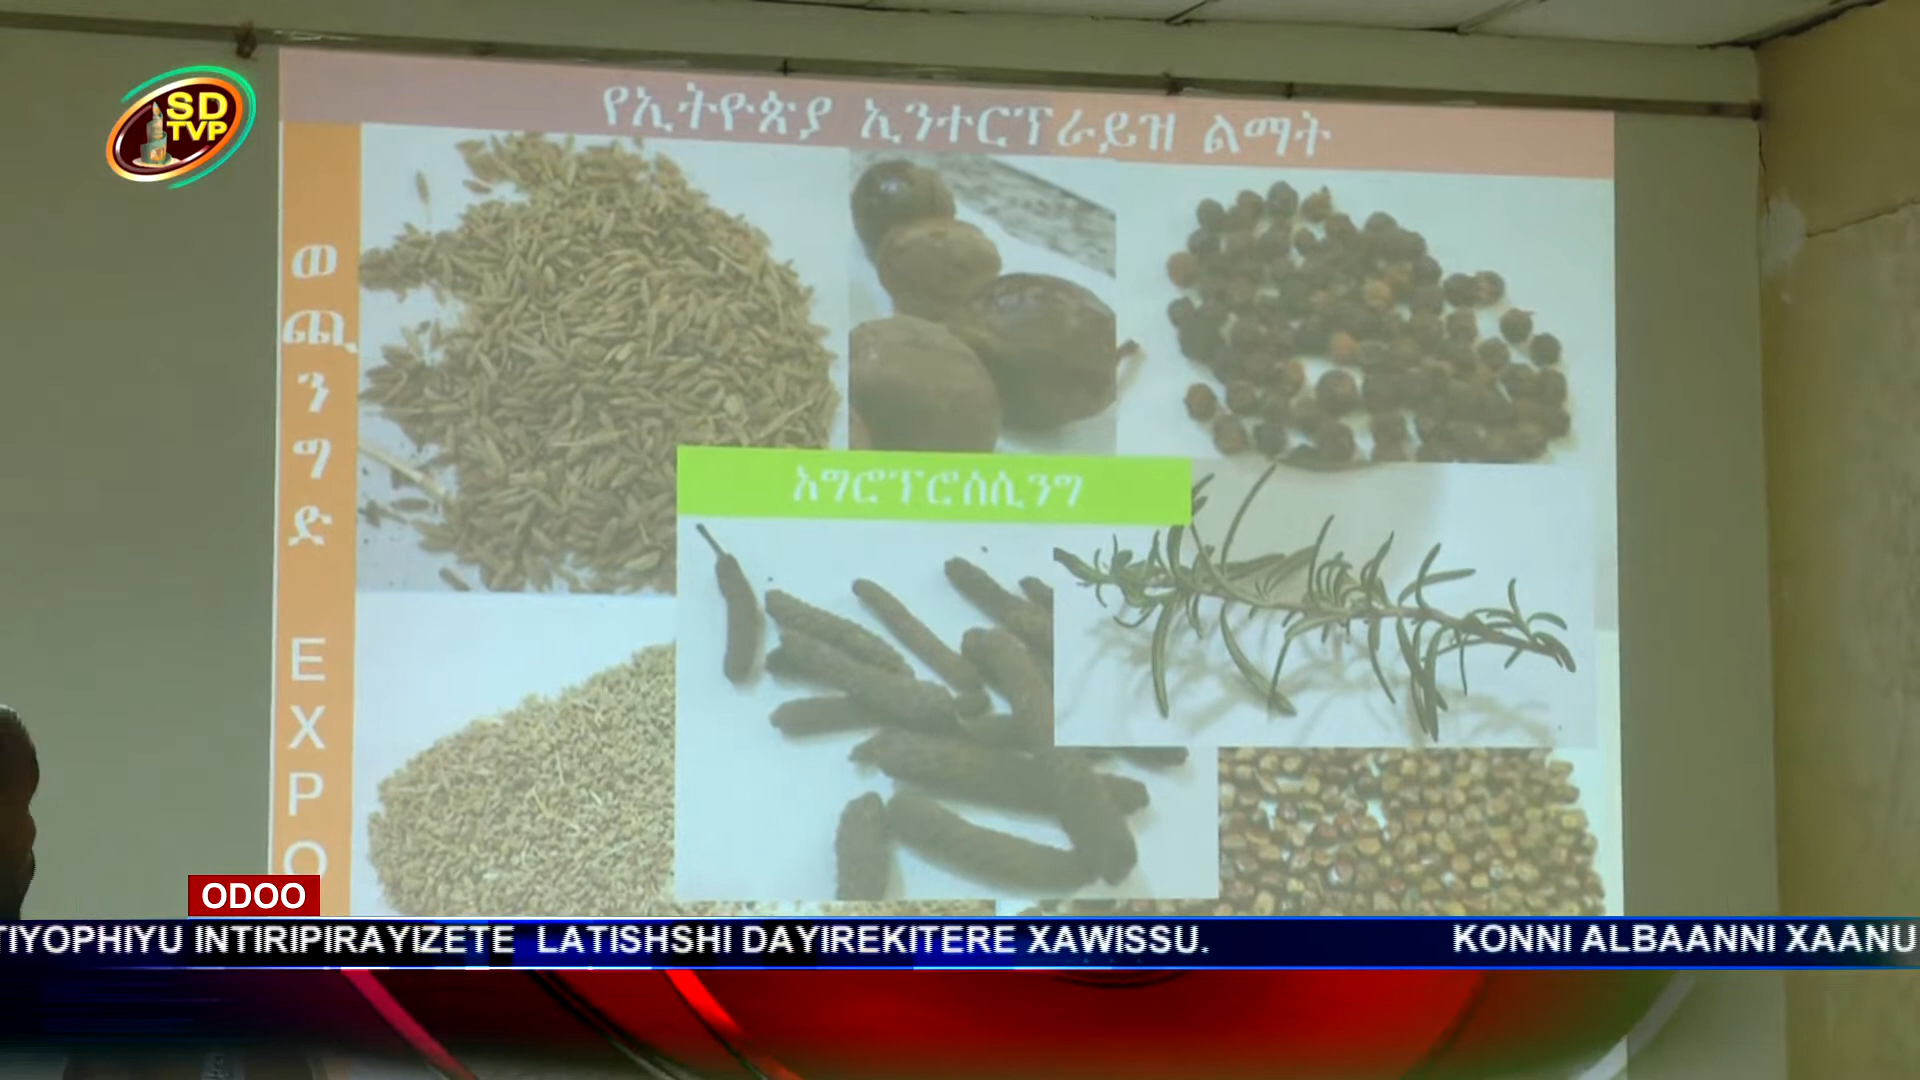 SD
TVP
የኢትዮጵያ ኢንተርፕራይዝ ልማት
ወጪ ንግድ EXPO
አግሮፕሮሰሲንግ
ODOO
TIYOPHIYU INTIRIPIRAYIZETE LATISHSHI DAYIREKITERE XAWISSU. KONNI ALBAANNI XAANU